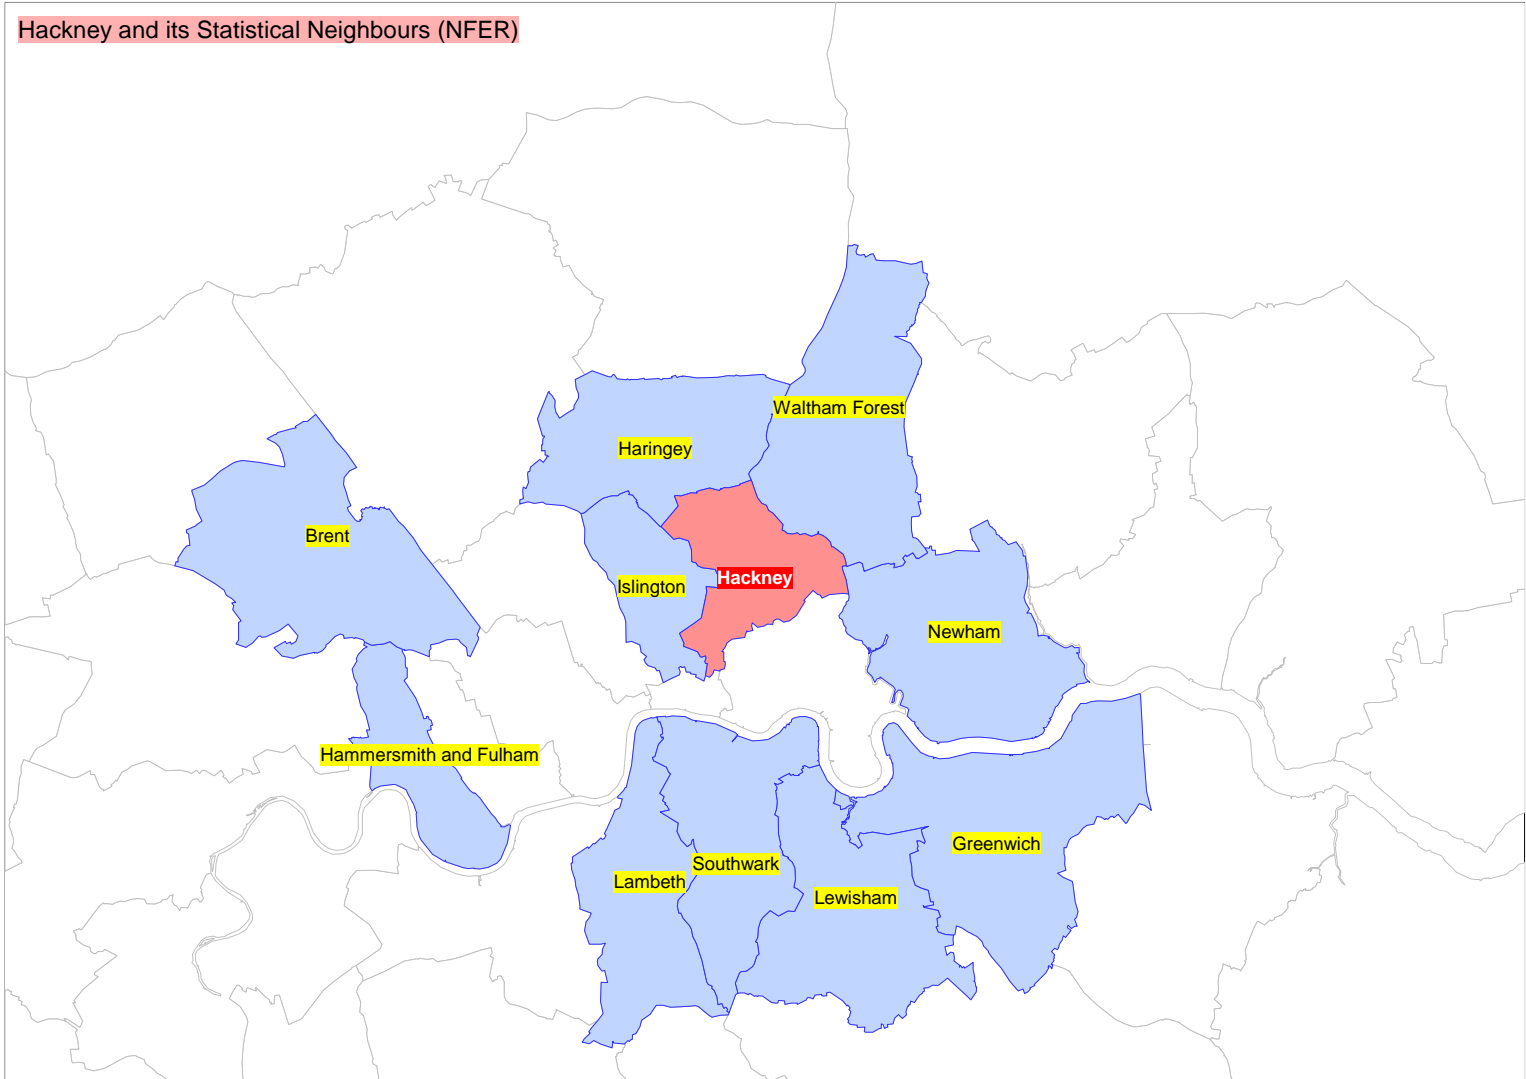 Hackney and its Statistical Neighbours (NFER)
Waltham Forest
Haringey
Brent
Hackney
Islington
Newham
Hammersmith and Fulham
Greenwich
Southwark
Lambeth
Lewisham